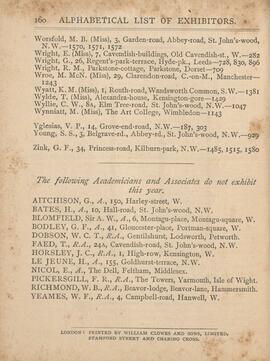 160 ALPHABETICAL LIST OF EXHIBITORS.
Worsfold, M. B. (Miss), 3, Garden-road, Abbey-road, St. John's-wood,
N.W.—1570, 1571, 1572
Wright, E. (Miss), 7, Cavendish-buildings, Old Cavendish-st., W.—282
Wright, G., 26, Regent's-park-terrace, Hyde-pk., Leeds—728, 830, 896
Wright, R. M., Parkstone-cottage, Parkstone, Dorset—709
Wroe, M. McN. (Miss), 29, Clarendon-road, C.-on-M., Manchester—
1243
Wyatt, K. M. (Miss), 1, Routh-road, Wandsworth Common, S.W.—1381
Wylde, T. (Miss), Alexandra-house, Kensington-gore—1429
Wyllie, C. W., 8A, Elm Tree-road, St. John's-wood, N.W.—1047
Wynniatt, M. (Miss), The Art College, Wimbledon—1143
Yglesias, V. P., 14, Grove-end-road, N.W.—187, 303
Young, S. S., 3, Belgrave-rd., Abbey-rd., St. John's-wood, N.W.—929
Zink, G. F., 34, Princess-road, Kilburn-park, N.W.—1485, 1515, 1580
The following Academicians and Associates do not exhibit
this year.
AITCHISON, G., A., 150, Harley-street, W.
BATES, H., A., 10, Hall-road, St. John's-wood, N.W.
BLOMFIELD, Sir A. W., A., 6, Montagu-place, Montagu-square, W.
BODLEY, G. F., A., 41, Gloucester-place, Portman-square, W.
DOBSON, W. C. T., R.A., Gentilshurst, Lodsworth, Petworth.
FAED, T., R.A., 24A, Cavendish-road, St. John's-wood, N.W.
HORSLEY, J. C., R.A., 1, High-row, Kensington, W.
LE JEUNE, H., A., 155, Goldhurst-terrace, N.W.
NICOL, E., A., The Dell, Feltham, Middlesex.
PICKERSGILL, F. R., R.A., The Towers, Yarmouth, Isle of Wight.
RICHMOND, W. B., R.A., Beavor-lodge, Beavor-lane, Hammersmith.
YEAMES, W. F., R.A., 4, Campbell-road, Hanwell, W.
LONDON: PRINTED BY WILLIAM CLOWES AND SONS, LIMITED,
STAMFORD STREET AND CHARING CROSS.